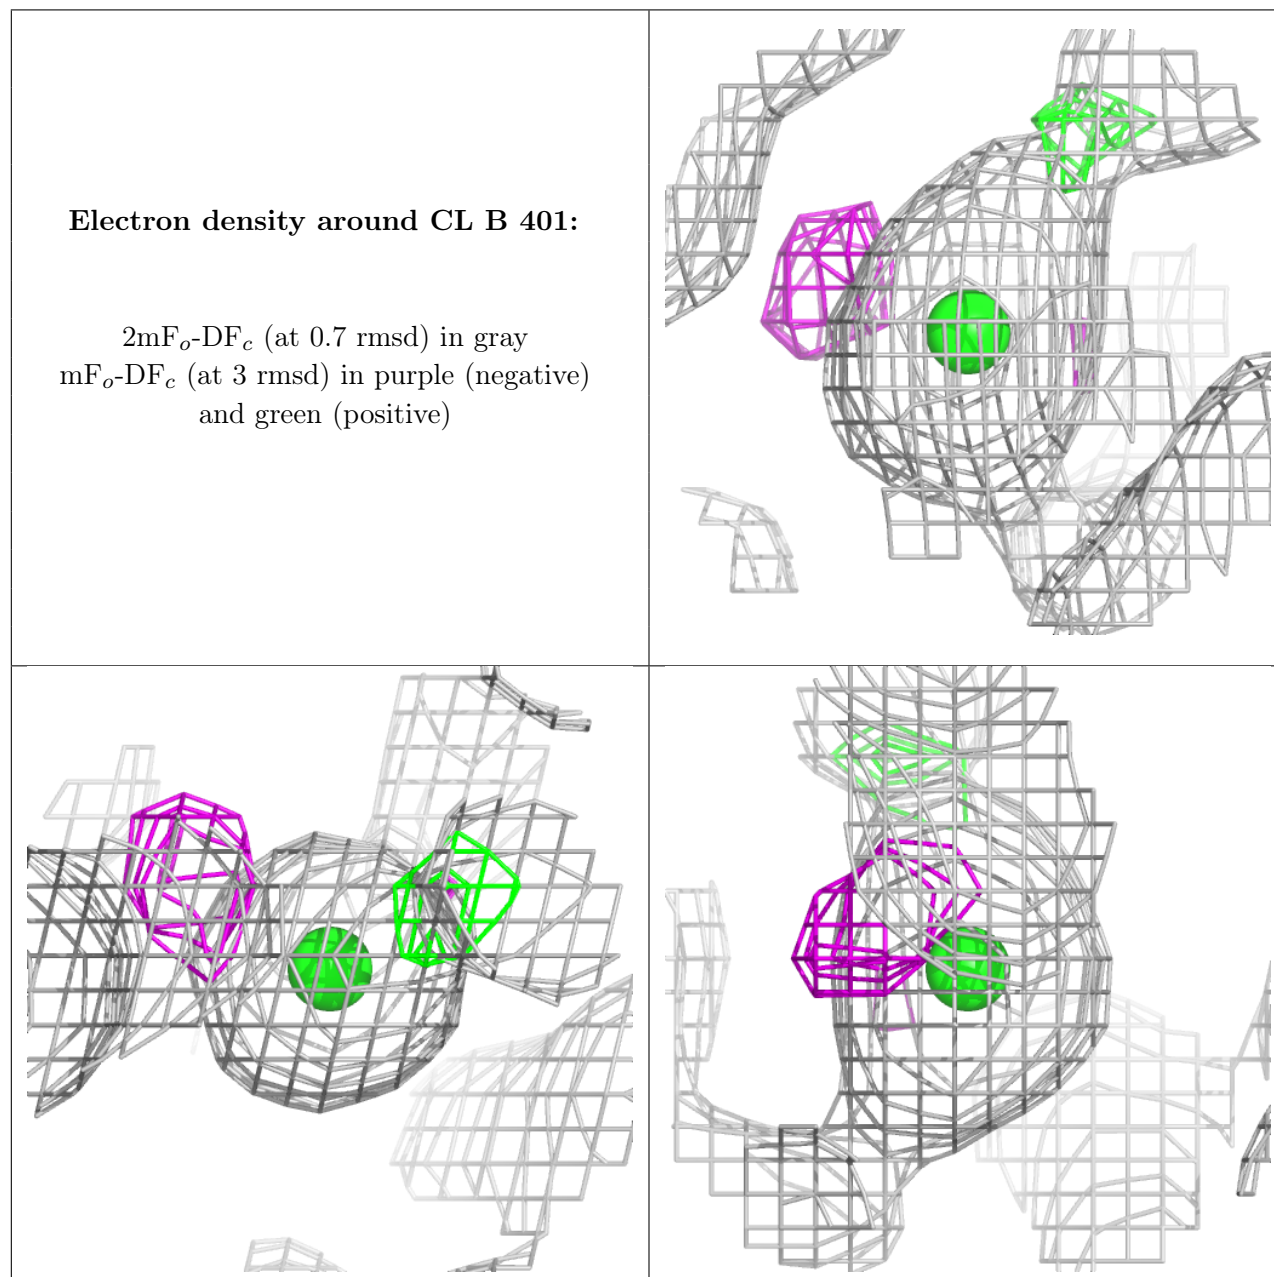 Electron density around CL B 401:
2mFₒ-DF𝑐 (at 0.7 rmsd) in gray
mFₒ-DF𝑐 (at 3 rmsd) in purple (negative)
and green (positive)